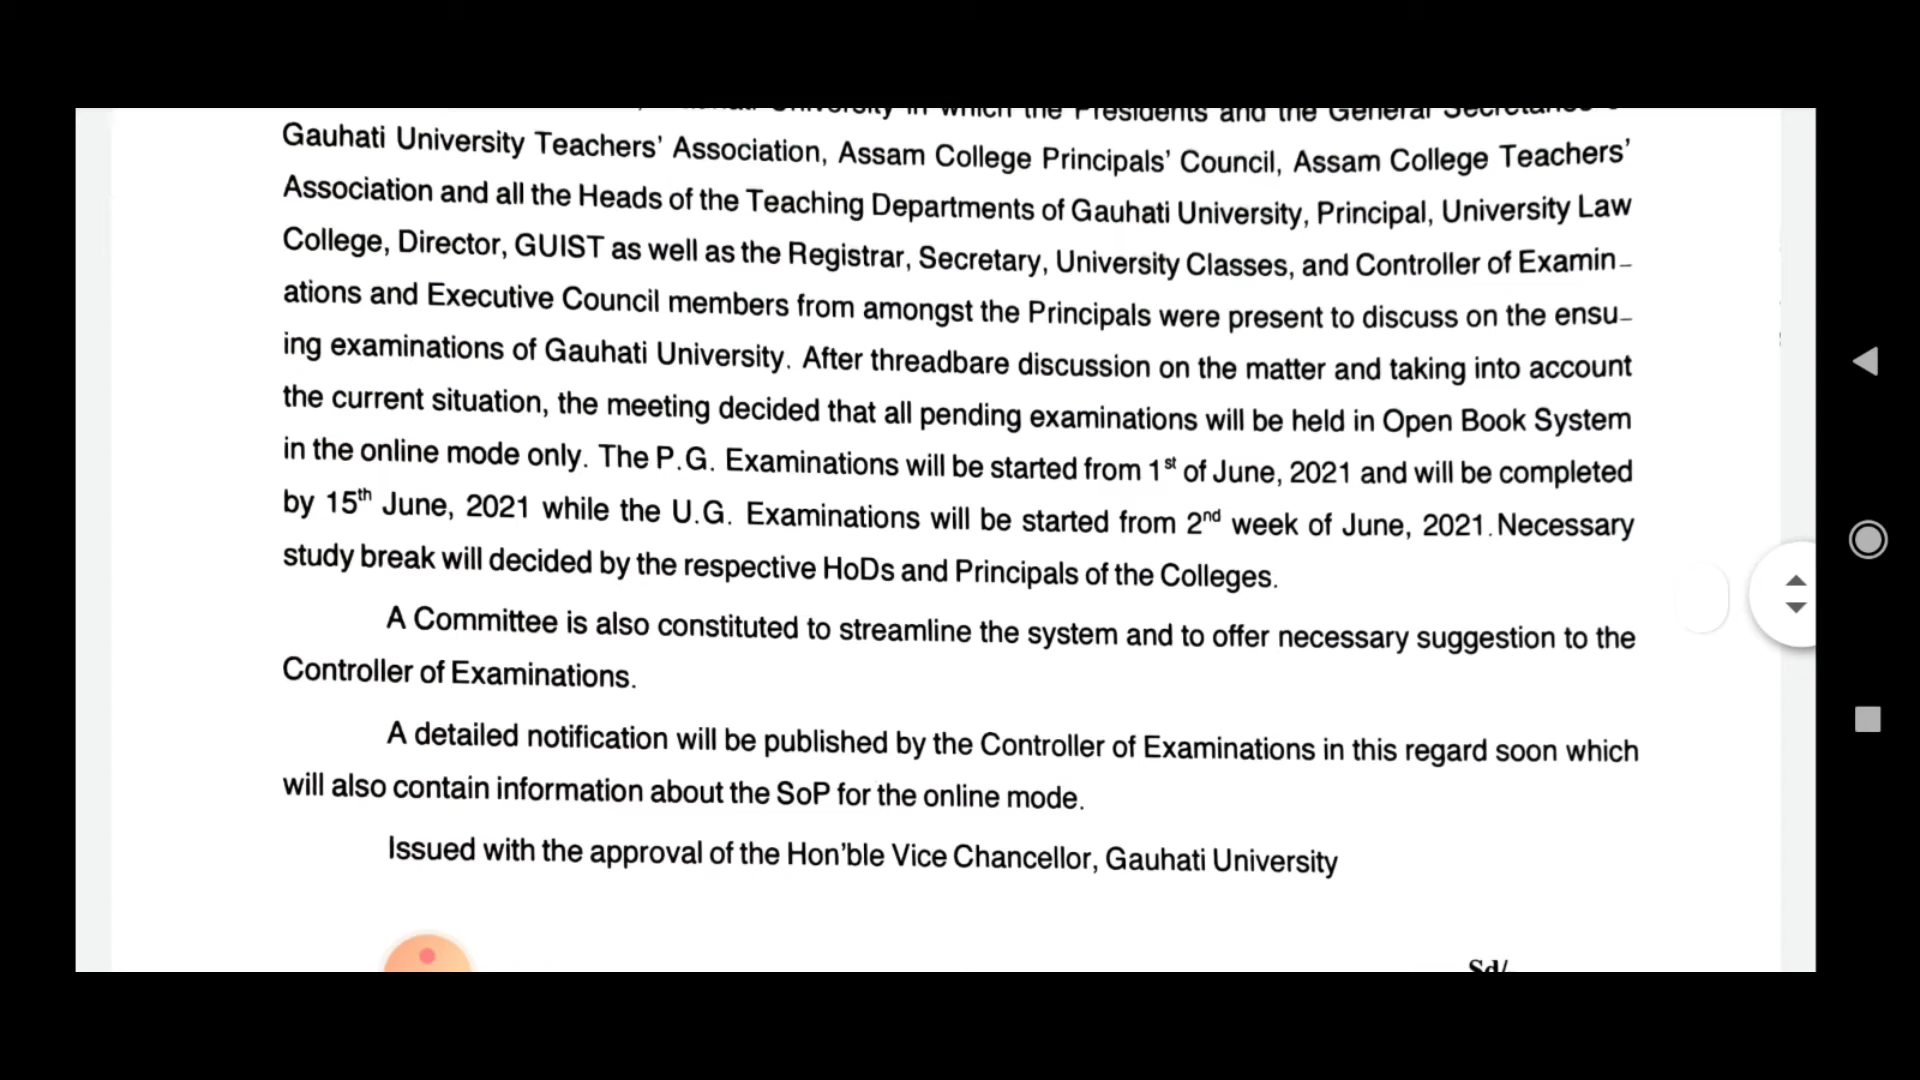 University in which the Presidents and the General
Gauhati University Teachers' Association, Assam College Principals' Council, Assam College Teachers'
Association and all the Heads of the Teaching Departments of Gauhati University, Principal, University Law
College, Director, GUIST as well as the Registrar, Secretary, University Classes, and Controller of Examin–
ations and Executive Council members from amongst the Principals were present to discuss on the ensu–
ing examinations of Gauhati University. After threadbare discussion on the matter and taking into account
the current situation, the meeting decided that all pending examinations will be held in Open Book System
in the online mode only. The P.G. Examinations will be started from 1st of June, 2021 and will be completed
by 15th June, 2021 while the U.G. Examinations will be started from 2nd week of June, 2021. Necessary
study break will decided by the respective HoDs and Principals of the Colleges.
A Committee is also constituted to streamline the system and to offer necessary suggestion to the
Controller of Examinations.
A detailed notification will be published by the Controller of Examinations in this regard soon which
will also contain information about the SoP for the online mode.
Issued with the approval of the Hon'ble Vice Chancellor, Gauhati University
Sd/